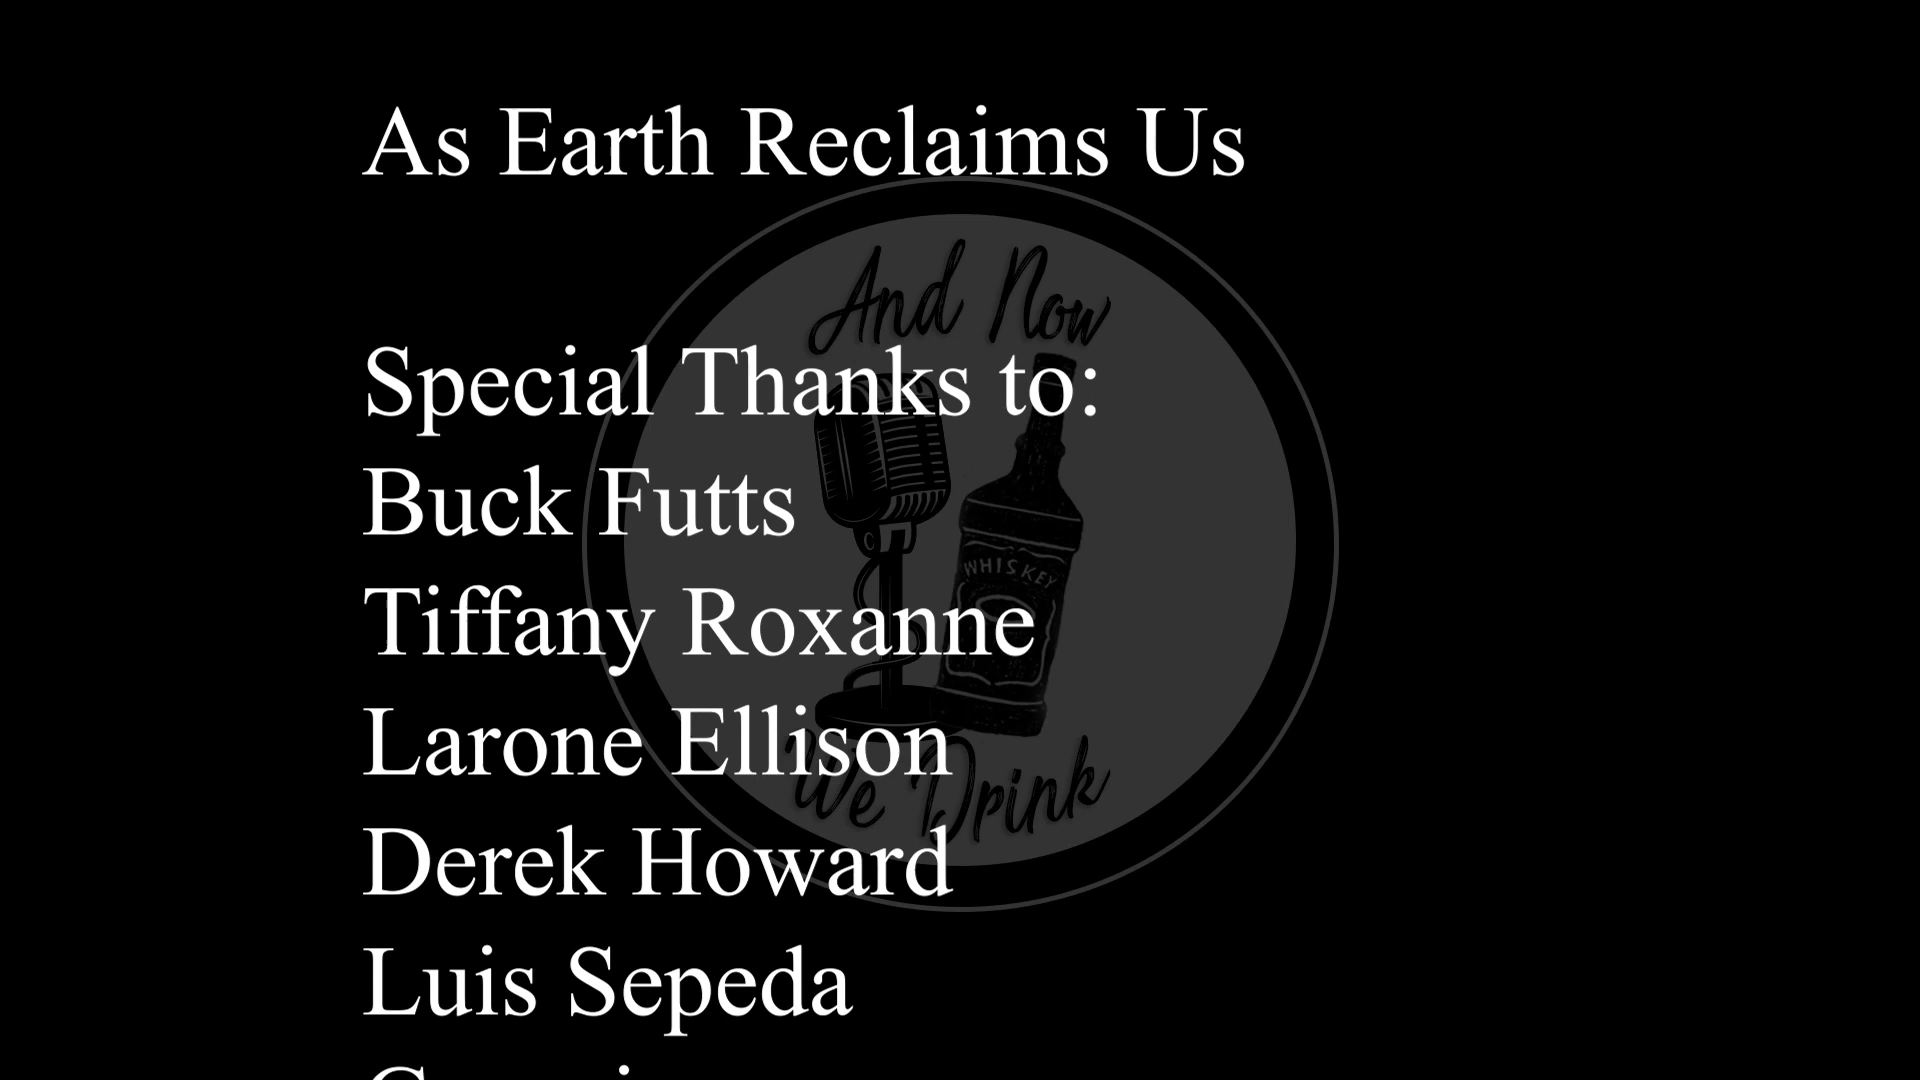 As Earth Reclaims Us
And Now
Special Thanks to:
Buck Futts
WHISKEY
Tiffany Roxanne
Larone Ellison
We Drink
Derek Howard
Luis Sepeda